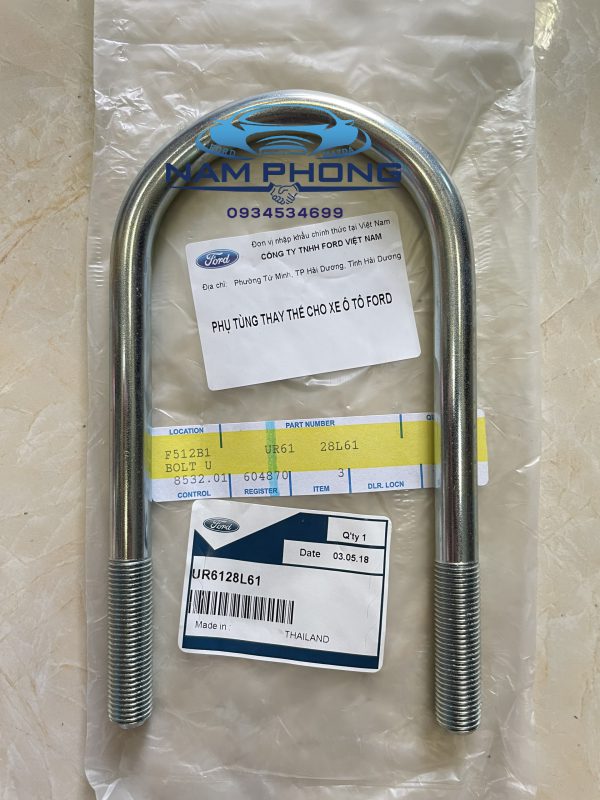 FORD
MAZDA
NAM PHONG
0934534699
Đơn vị nhập khẩu chính thức tại Việt Nam
Ford
CÔNG TY TNHH FORD VIỆT NAM
Địa chỉ: Phường Tứ Minh, TP Hải Dương, Tỉnh Hải Dương
PHỤ TÙNG THAY THẾ CHO XE Ô TÔ FORD
LOCATION PART NUMBER
F512B1 UR61 28L61
BOLT U
8532.01 604870 3
CONTROL REGISTER ITEM DLR. LOCN
Ford
Q'ty 1
Date 03.05.18
UR6128L61
Made in : THAILAND